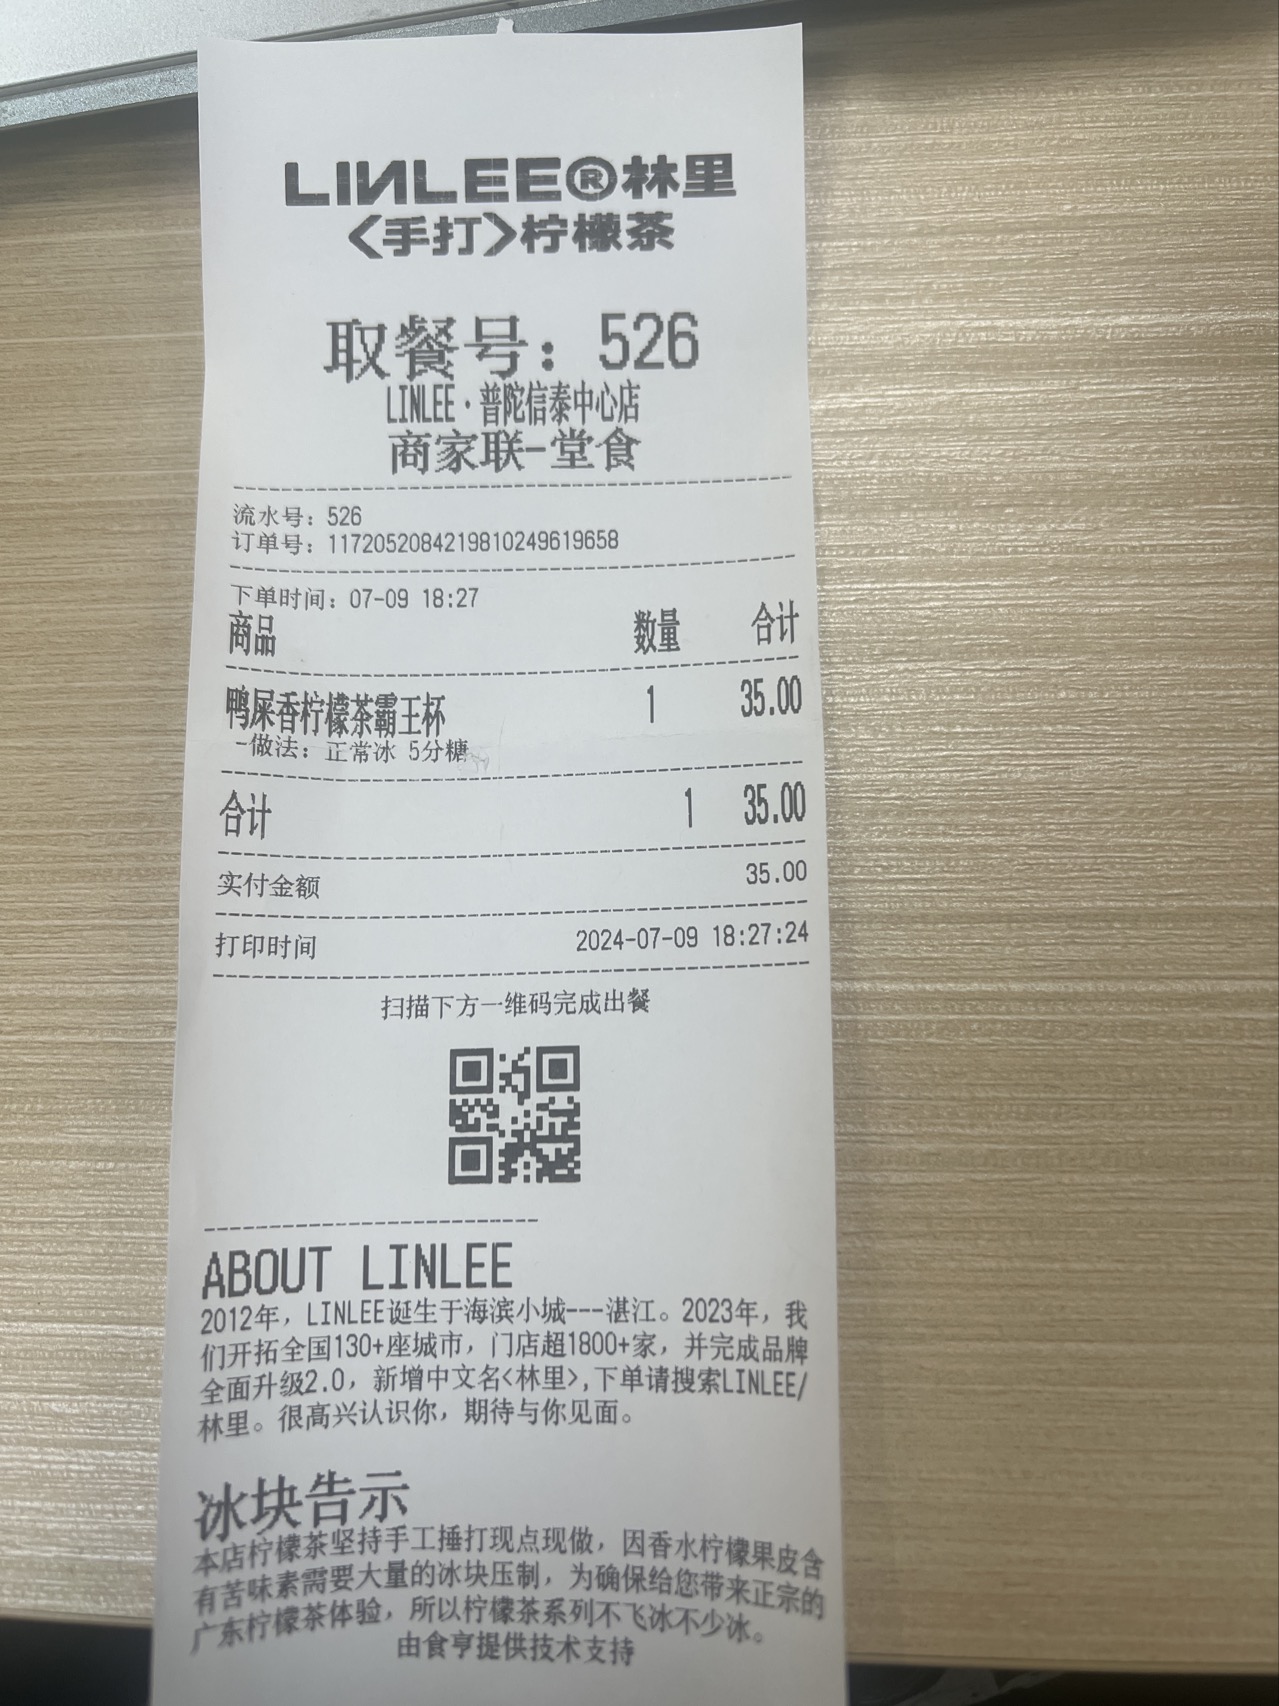 LINLEE®林里
<手打>柠檬茶
取餐号：526
LINLEE·普陀信泰中心店
商家联-堂食
流水号：526
订单号：11720520842198102496​19658
下单时间：07-09 18:27
商品 数量 合计
鸭屎香柠檬茶霸王杯 1 35.00
-做法：正常冰 5分糖
合计 1 35.00
实付金额 35.00
打印时间 2024-07-09 18:27:24
扫描下方一维码完成出餐
ABOUT LINLEE
2012年，LINLEE诞生于海滨小城---湛江。2023年，我
们开拓全国130+座城市，门店超1800+家，并完成品牌
全面升级2.0，新增中文名<林里>,下单请搜索LINLEE/
林里。很高兴认识你，期待与你见面。
冰块告示
本店柠檬茶坚持手工捶打现点现做，因香水柠檬果皮含
有苦味素需要大量的冰块压制，为确保给您带来正宗的
广东柠檬茶体验，所以柠檬茶系列不飞冰不少冰。
由食亨提供技术支持